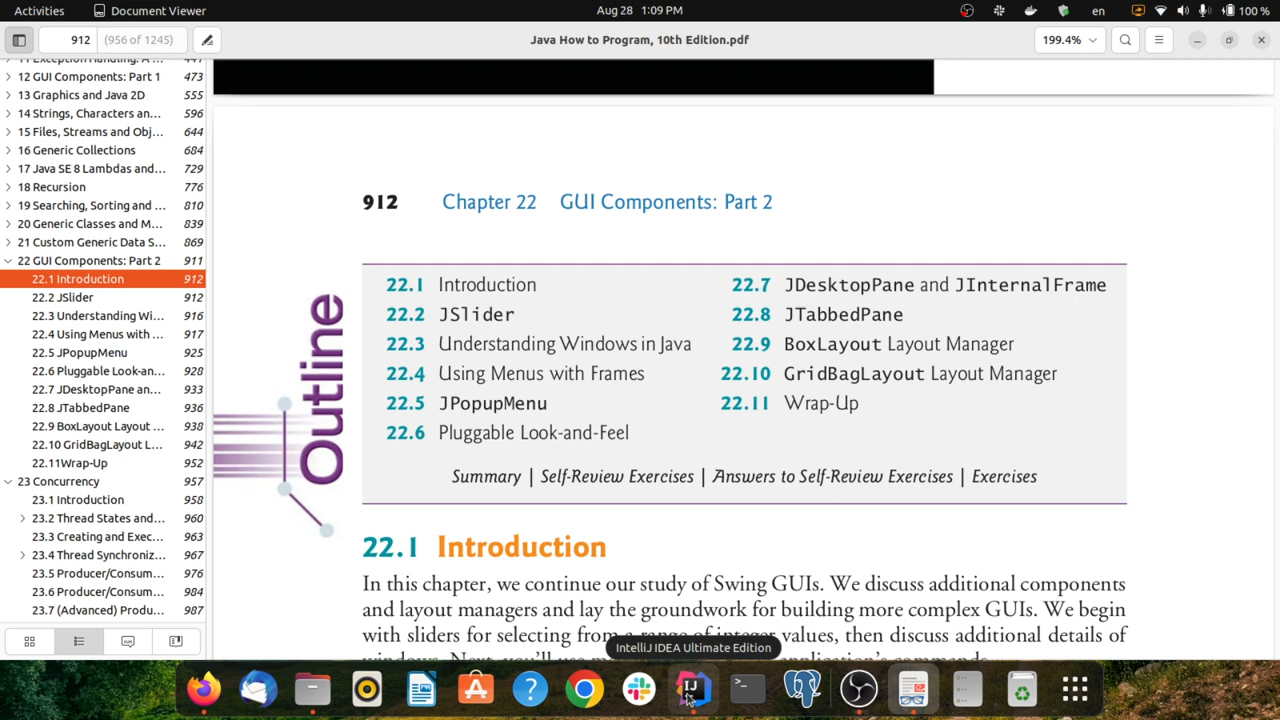 Activities
Document Viewer
Aug 28 1:09 PM
en
100 %
912
(956 of 1245)
Java How to Program, 10th Edition.pdf
199.4%
447
12 GUI Components: Part 1 473
13 Graphics and Java 2D 555
14 Strings, Characters an... 596
15 Files, Streams and Obj... 644
16 Generic Collections 684
17 Java SE 8 Lambdas and... 729
18 Recursion 776
19 Searching, Sorting and ... 810
20 Generic Classes and M... 839
21 Custom Generic Data S... 869
22 GUI Components: Part 2 911
22.1 Introduction 912
22.2 JSlider 912
22.3 Understanding Wi... 916
22.4 Using Menus with ... 917
22.5 JPopupMenu 925
22.6 Pluggable Look-an... 928
22.7 JDesktopPane an... 933
22.8 JTabbedPane 936
22.9 BoxLayout Layout ... 938
22.10 GridBagLayout L... 942
22.11Wrap-Up 952
23 Concurrency 957
23.1 Introduction 958
23.2 Thread States and... 960
23.3 Creating and Exec... 963
23.4 Thread Synchroniz... 967
23.5 Producer/Consum... 976
23.6 Producer/Consum... 984
23.7 (Advanced) Produ... 987
912 Chapter 22 GUI Components: Part 2
Outline
22.1 Introduction
22.2 JSlider
22.3 Understanding Windows in Java
22.4 Using Menus with Frames
22.5 JPopupMenu
22.6 Pluggable Look-and-Feel
22.7 JDesktopPane and JInternalFrame
22.8 JTabbedPane
22.9 BoxLayout Layout Manager
22.10 GridBagLayout Layout Manager
22.11 Wrap-Up
Summary | Self-Review Exercises | Answers to Self-Review Exercises | Exercises
22.1 Introduction
In this chapter, we continue our study of Swing GUIs. We discuss additional components
and layout managers and lay the groundwork for building more complex GUIs. We begin
with sliders for selecting from a range of integer values, then discuss additional details of
IntelliJ IDEA Ultimate Edition
IJ